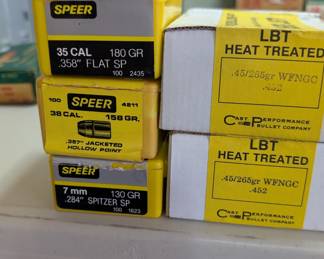 SPEER
35 CAL 180 GR
.358" FLAT SP
100 2435
100 SPEER 4211
38 CAL. 158 GR.
.357" JACKETED
HOLLOW POINT
SPEER
7 mm 130 GR
.284" SPITZER SP
100 1623
LBT
HEAT TREATED
.45/265gr WFNGC
.452
CAST PERFORMANCE
BULLET COMPANY
LBT
HEAT TREATED
.45/265gr WFNGC
.452
CAST PERFORMANCE
BULLET COMPANY